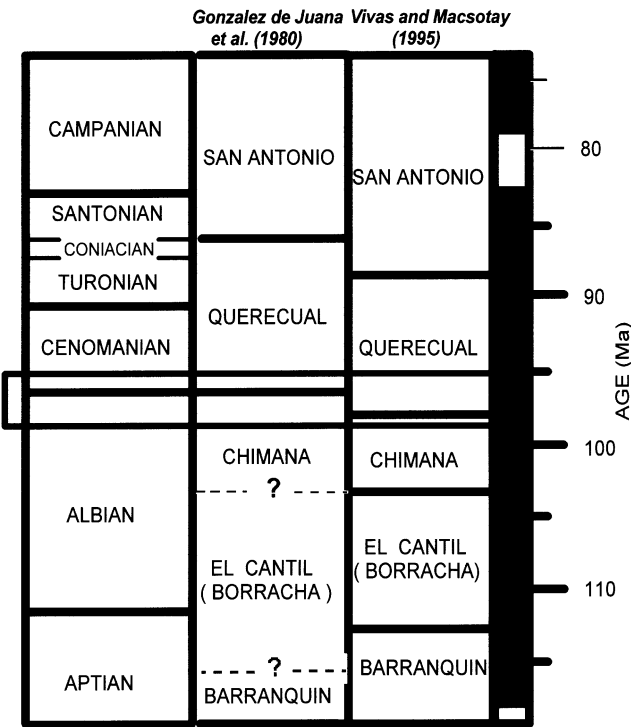 Gonzalez de Juana Vivas and Macsotay
et al. (1980) (1995)
CAMPANIAN
SANTONIAN
CONIACIAN
TURONIAN
CENOMANIAN
ALBIAN
APTIAN
SAN ANTONIO
QUERECUAL
CHIMANA
?
EL CANTIL
( BORRACHA )
?
BARRANQUIN
SAN ANTONIO
QUERECUAL
CHIMANA
EL CANTIL
( BORRACHA)
BARRANQUIN
80
90
100
110
AGE (Ma)